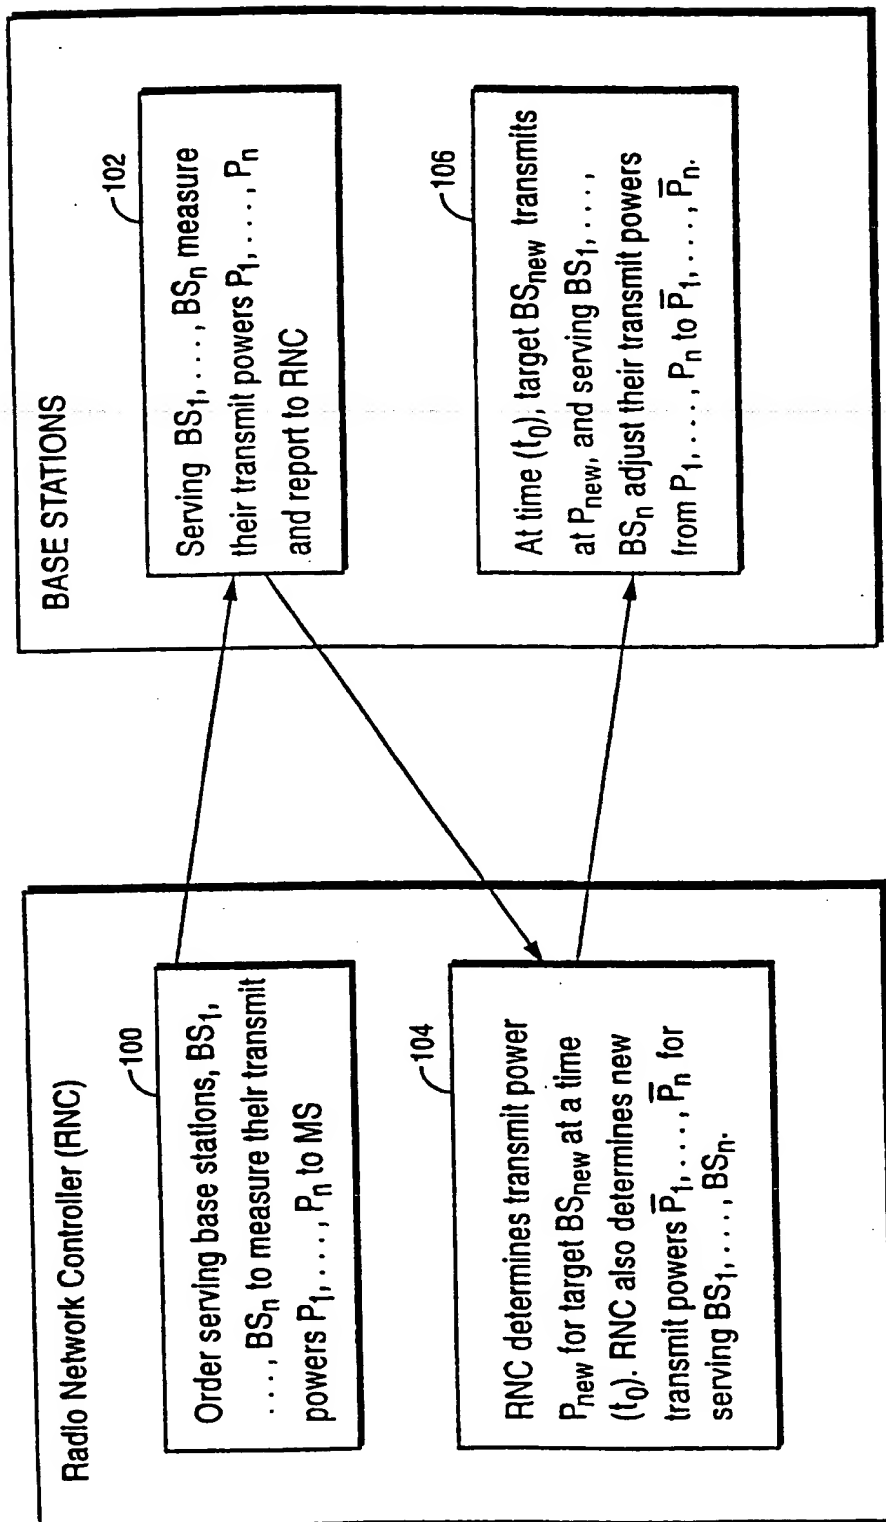 Radio Network Controller (RNC)
100
Order serving base stations, BS₁,
...., BSₙ to measure their transmit
powers P₁, ...., Pₙ to MS
104
RNC determines transmit power
Pnew for target BSnew at a time
(t₀). RNC also determines new
transmit powers P̅₁, ...., P̅ₙ for
serving BS₁, ...., BSₙ.
BASE STATIONS
102
Serving BS₁, ...., BSₙ measure
their transmit powers P₁, ...., Pₙ
and report to RNC
106
At time (t₀), target BSnew transmits
at Pnew, and serving BS₁, ....,
BSₙ adjust their transmit powers
from P₁, ...., Pₙ to P̅₁, ...., P̅ₙ.